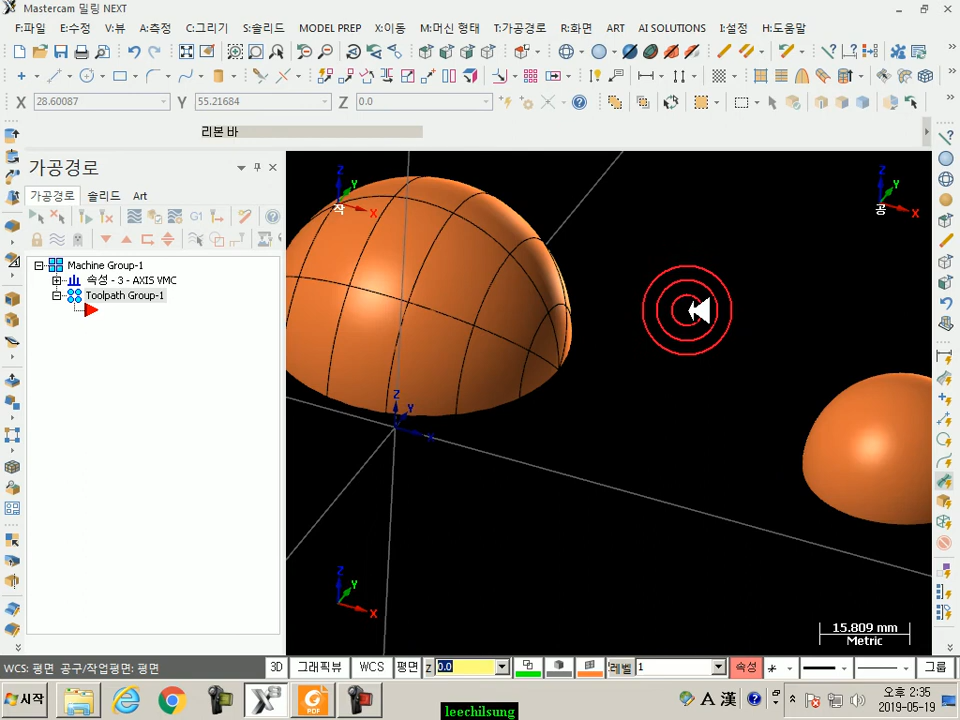 Mastercam 밀링 NEXT
F:파일 E:수정 V:뷰 A:측정 C:그리기 S:솔리드 MODEL PREP X:이동 M:머신 형태 T:가공경로 R:화면 ART AI SOLUTIONS I:설정 H:도움말
X 28.60087 Y 55.21684 Z 0.0
리본 바
가공경로
가공경로 솔리드 Art
G1
Machine Group-1
속성 - 3 - AXIS VMC
Toolpath Group-1
Z Y X 작
Z Y X 공
Z Y X
Z Y X
15.809 mm
Metric
WCS: 평면 공구/작업평면: 평면 3D 그래픽뷰 WCS 평면 Z 0.0 레벨 1 속성 그룹
시작 PDF A 漢 오후 2:35
2019-05-19
leechilsung